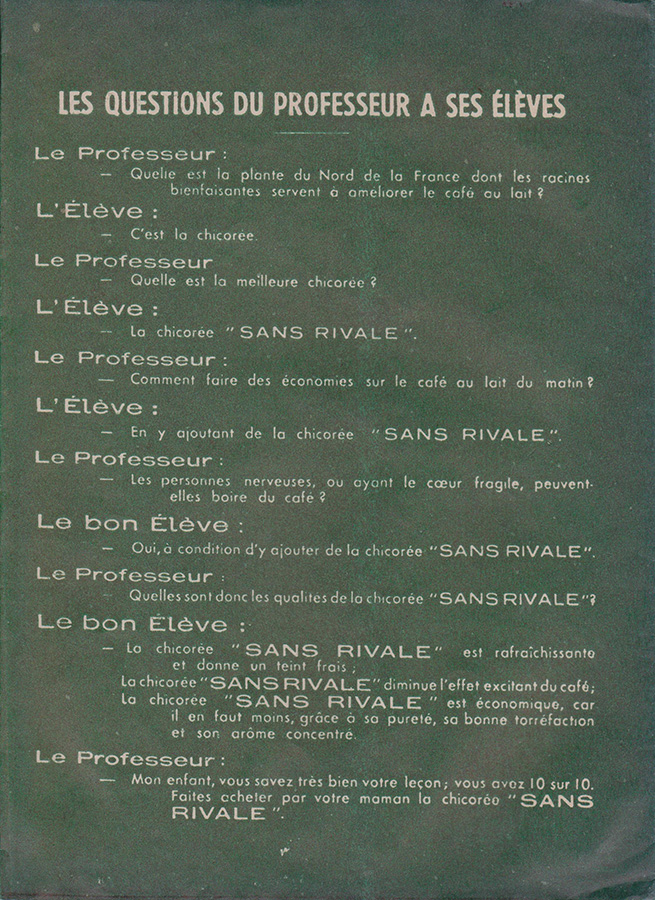 LES QUESTIONS DU PROFESSEUR A SES ÉLÈVES
Le Professeur :
— Quelle est la plante du Nord de la France dont les racines
bienfaisantes servent à améliorer le café au lait ?
L'Élève :
— C'est la chicorée.
Le Professeur
— Quelle est la meilleure chicorée ?
L'Élève :
— La chicorée "SANS RIVALE".
Le Professeur :
— Comment faire des économies sur le café au lait du matin ?
L'Élève :
— En y ajoutant de la chicorée "SANS RIVALE".
Le Professeur :
— Les personnes nerveuses, ou ayant le cœur fragile, peuvent-
elles boire du café ?
Le bon Élève :
— Oui, à condition d'y ajouter de la chicorée "SANS RIVALE".
Le Professeur :
— Quelles sont donc les qualités de la chicorée "SANS RIVALE" ?
Le bon Élève :
— La chicorée "SANS RIVALE" est rafraîchissante
et donne un teint frais ;
La chicorée "SANS RIVALE" diminue l'effet excitant du café ;
La chicorée "SANS RIVALE" est économique, car
il en faut moins, grâce à sa pureté, sa bonne torréfaction
et son arôme concentré.
Le Professeur :
— Mon enfant, vous savez très bien votre leçon ; vous avez 10 sur 10.
Faites acheter par votre maman la chicorée "SANS
RIVALE".